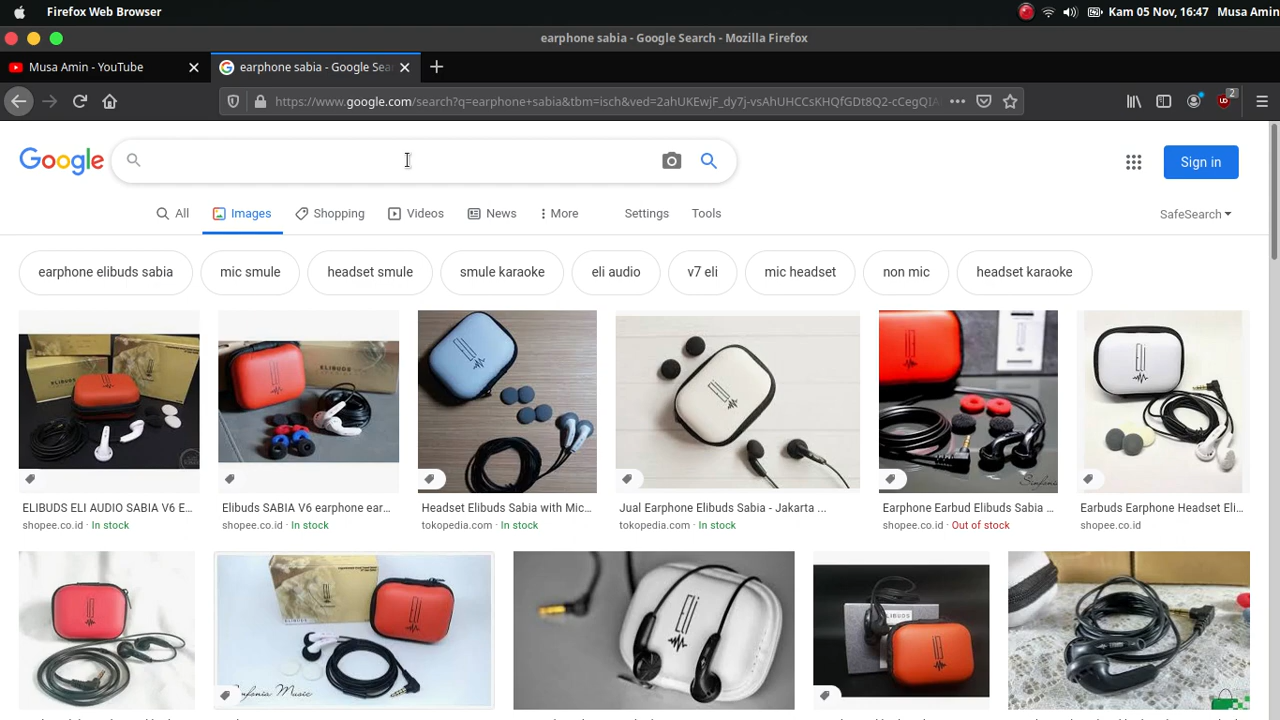 Firefox Web Browser
Kam 05 Nov, 16:47
Musa Amin
earphone sabia - Google Search - Mozilla Firefox
Musa Amin - YouTube
earphone sabia - Google Sea
2
https://www.google.com/search?q=earphone+sabia&tbm=isch&ved=2ahUKEwjF_dy7j-vsAhUHCCsKHQfGDt8Q2-cCegQIA
Google
Sign in
All
Images
Shopping
Videos
News
More
Settings
Tools
SafeSearch
earphone elibuds sabia
mic smule
headset smule
smule karaoke
eli audio
v7 eli
mic headset
non mic
headset karaoke
ELIBUDS ELI AUDIO SABIA V6 E...
shopee.co.id · In stock
Elibuds SABIA V6 earphone ear...
shopee.co.id · In stock
Headset Elibuds Sabia with Mic...
tokopedia.com · In stock
Jual Earphone Elibuds Sabia - Jakarta ...
tokopedia.com · In stock
Earphone Earbud Elibuds Sabia ...
shopee.co.id · Out of stock
Earbuds Earphone Headset Eli...
shopee.co.id
ELIBUDS
Sinfonia Music
Eli
ELIBUDS